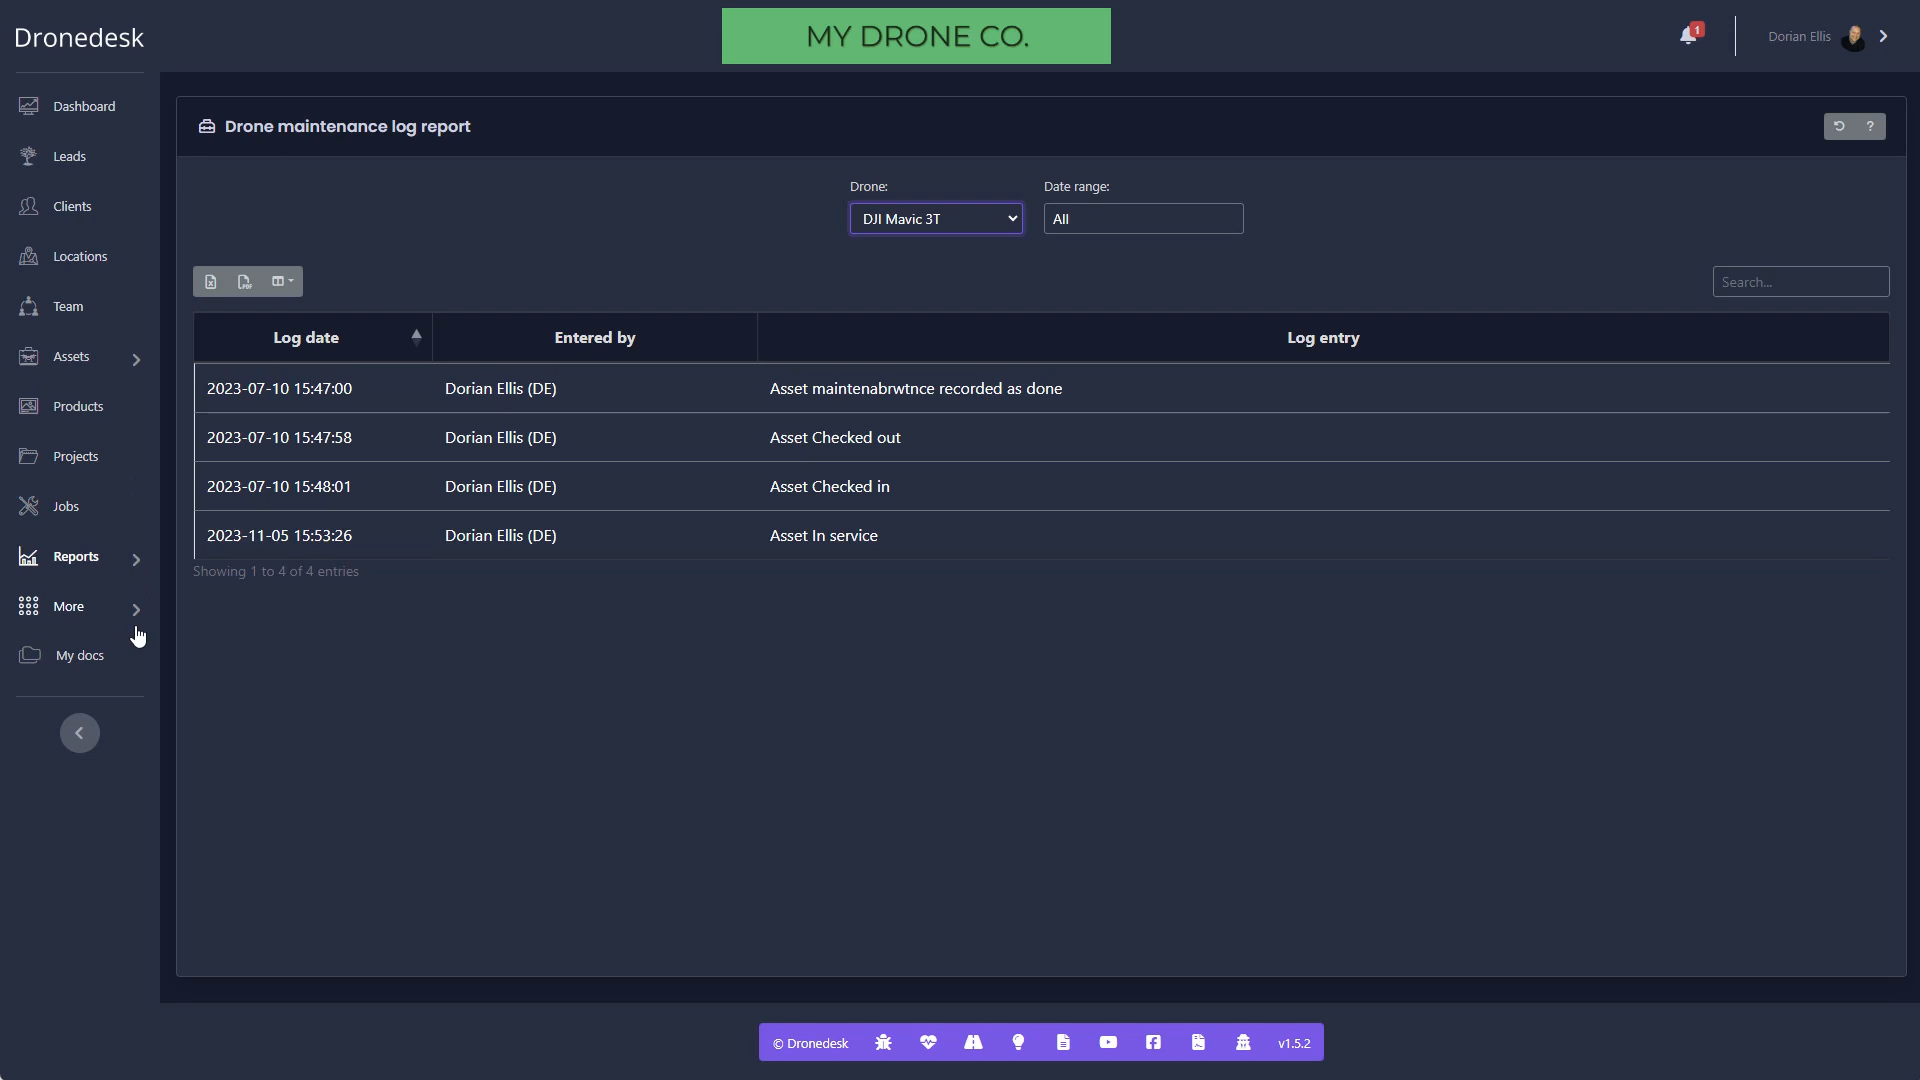 Dronedesk
MY DRONE CO.
1
Dorian Ellis
Dashboard
Leads
Clients
Locations
Team
Assets
Products
Projects
Jobs
Reports
More
My docs
Drone maintenance log report
?
Drone:
Date range:
DJI Mavic 3T
All
PDF
Search...
Log date
Entered by
Log entry
2023-07-10 15:47:00
Dorian Ellis (DE)
Asset maintenabrwtnce recorded as done
2023-07-10 15:47:58
Dorian Ellis (DE)
Asset Checked out
2023-07-10 15:48:01
Dorian Ellis (DE)
Asset Checked in
2023-11-05 15:53:26
Dorian Ellis (DE)
Asset In service
Showing 1 to 4 of 4 entries
© Dronedesk
v1.5.2